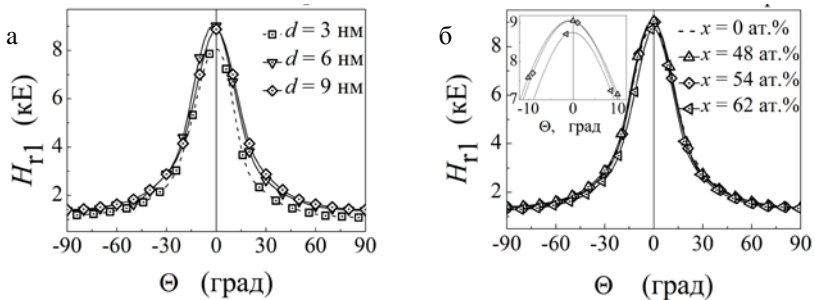 а
H_r1 (кЕ)
8
6
4
2
d = 3 нм
d = 6 нм
d = 9 нм
-90 -60 -30 0 30 60 90
Θ (град)
б
H_r1 (кЕ)
8
6
4
2
9
8
7
-10 0 10
Θ, град
x = 0 ат.%
x = 48 ат.%
x = 54 ат.%
x = 62 ат.%
-90 -60 -30 0 30 60 90
Θ (град)